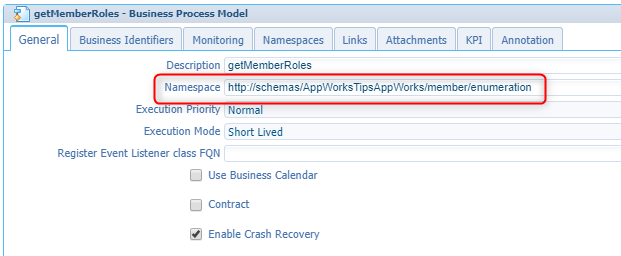 getMemberRoles - Business Process Model
General Business Identifiers Monitoring Namespaces Links Attachments KPI Annotation
Description getMemberRoles
Namespace http://schemas/AppWorksTipsAppWorks/member/enumeration
Execution Priority Normal
Execution Mode Short Lived
Register Event Listener class FQN
Use Business Calendar
Contract
Enable Crash Recovery